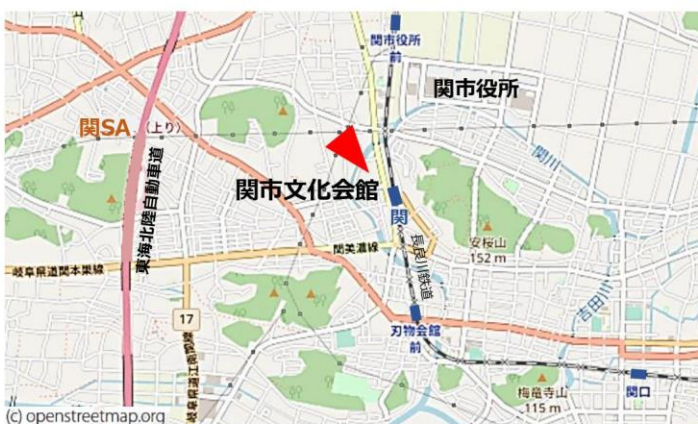 関市役所
前
関市役所
関SA
(上り)
関川
関市文化会館
関
東海北陸自動車道
安桜山
152 m
関美濃線
長良川鉄道
岐阜県道関本巣線
吉田川
17
刃物会館
前
関口
梅竜寺山
115 m
(c) openstreetmap.org